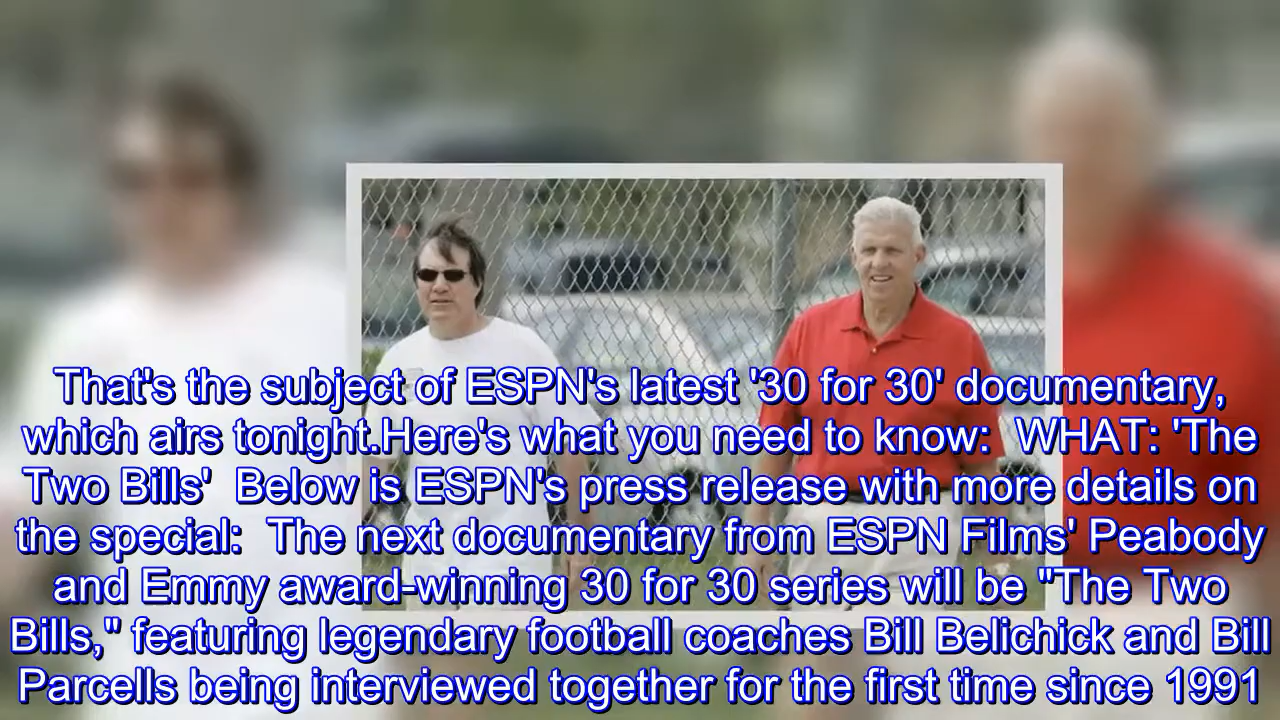 That's the subject of ESPN's latest '30 for 30' documentary,
which airs tonight.Here's what you need to know:  WHAT: 'The
Two Bills'  Below is ESPN's press release with more details on
the special:  The next documentary from ESPN Films' Peabody
and Emmy award-winning 30 for 30 series will be "The Two
Bills," featuring legendary football coaches Bill Belichick and Bill
Parcells being interviewed together for the first time since 1991